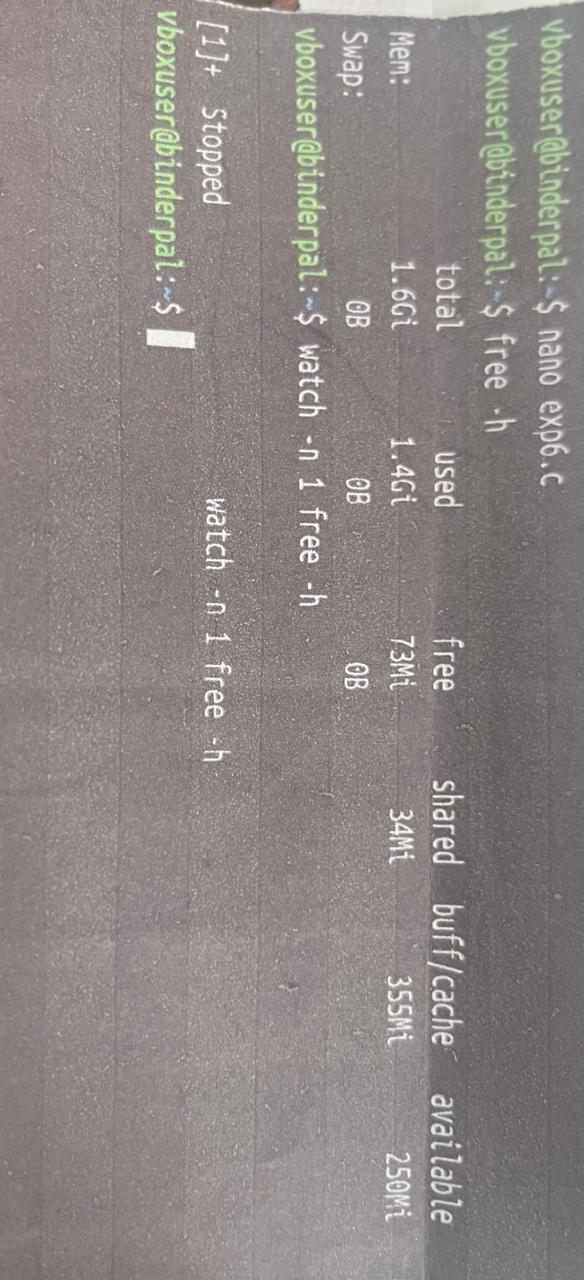 vboxuser@binderpal:~$ nano exp6.c
vboxuser@binderpal:~$ free -h
total used free shared buff/cache available
Mem: 1.6Gi 1.4Gi 73Mi 34Mi 355Mi 250Mi
Swap: 0B 0B 0B
vboxuser@binderpal:~$ watch -n 1 free -h
[1]+ Stopped watch -n 1 free -h
vboxuser@binderpal:~$